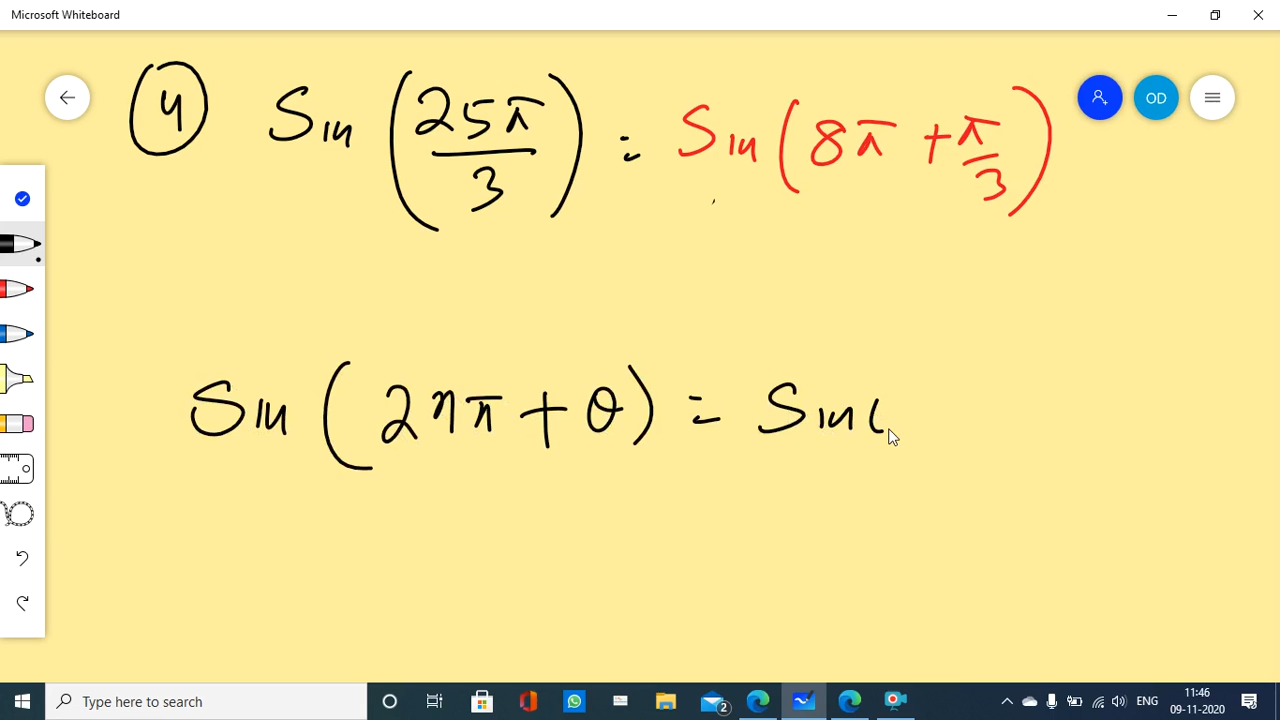 Microsoft Whiteboard
④ Sin (25π/3) = Sin (8π + π/3)
OD
Sin (2nπ + θ) = Sin
Type here to search
2
ENG
11:46
09-11-2020